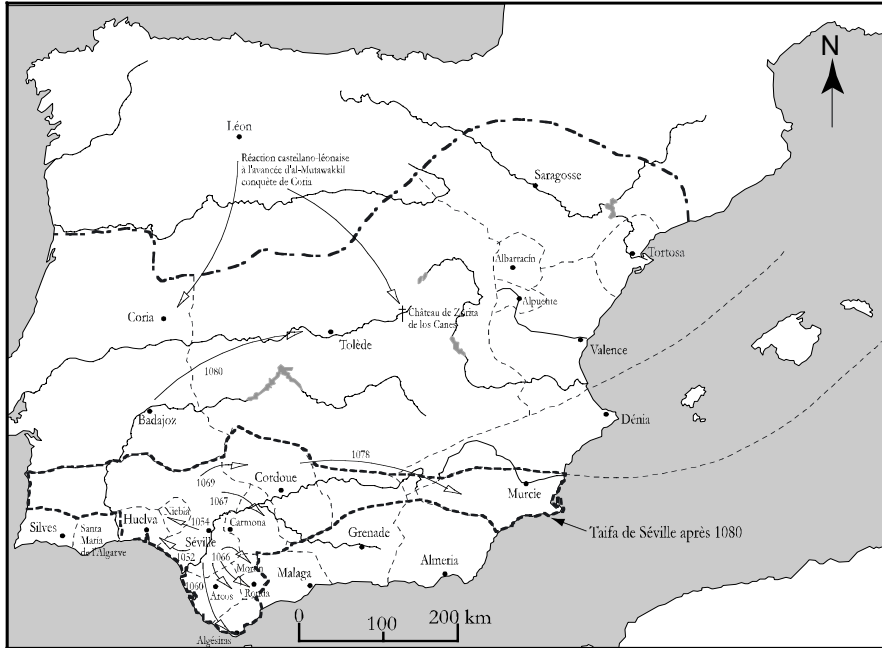 N
Léon
Réaction castellano-léonaise
à l'avancée d'al-Mutawakkil
conquête de Coria
Saragosse
Tortosa
Albarracín
Alpuente
Coria
Château de Zorita
de los Canes
Tolède
Valence
1080
Badajoz
Dénia
1078
Cordoue
1069
1067
Murcie
Niebla
Huelva
1054
Carmona
Silves
Santa
Maria
de l'Algarve
Séville
Grenade
Taifa de Séville après 1080
1052
1066
Morón
Malaga
Almeria
1060
Arcos
Ronda
Algésiras
0
100
200 km